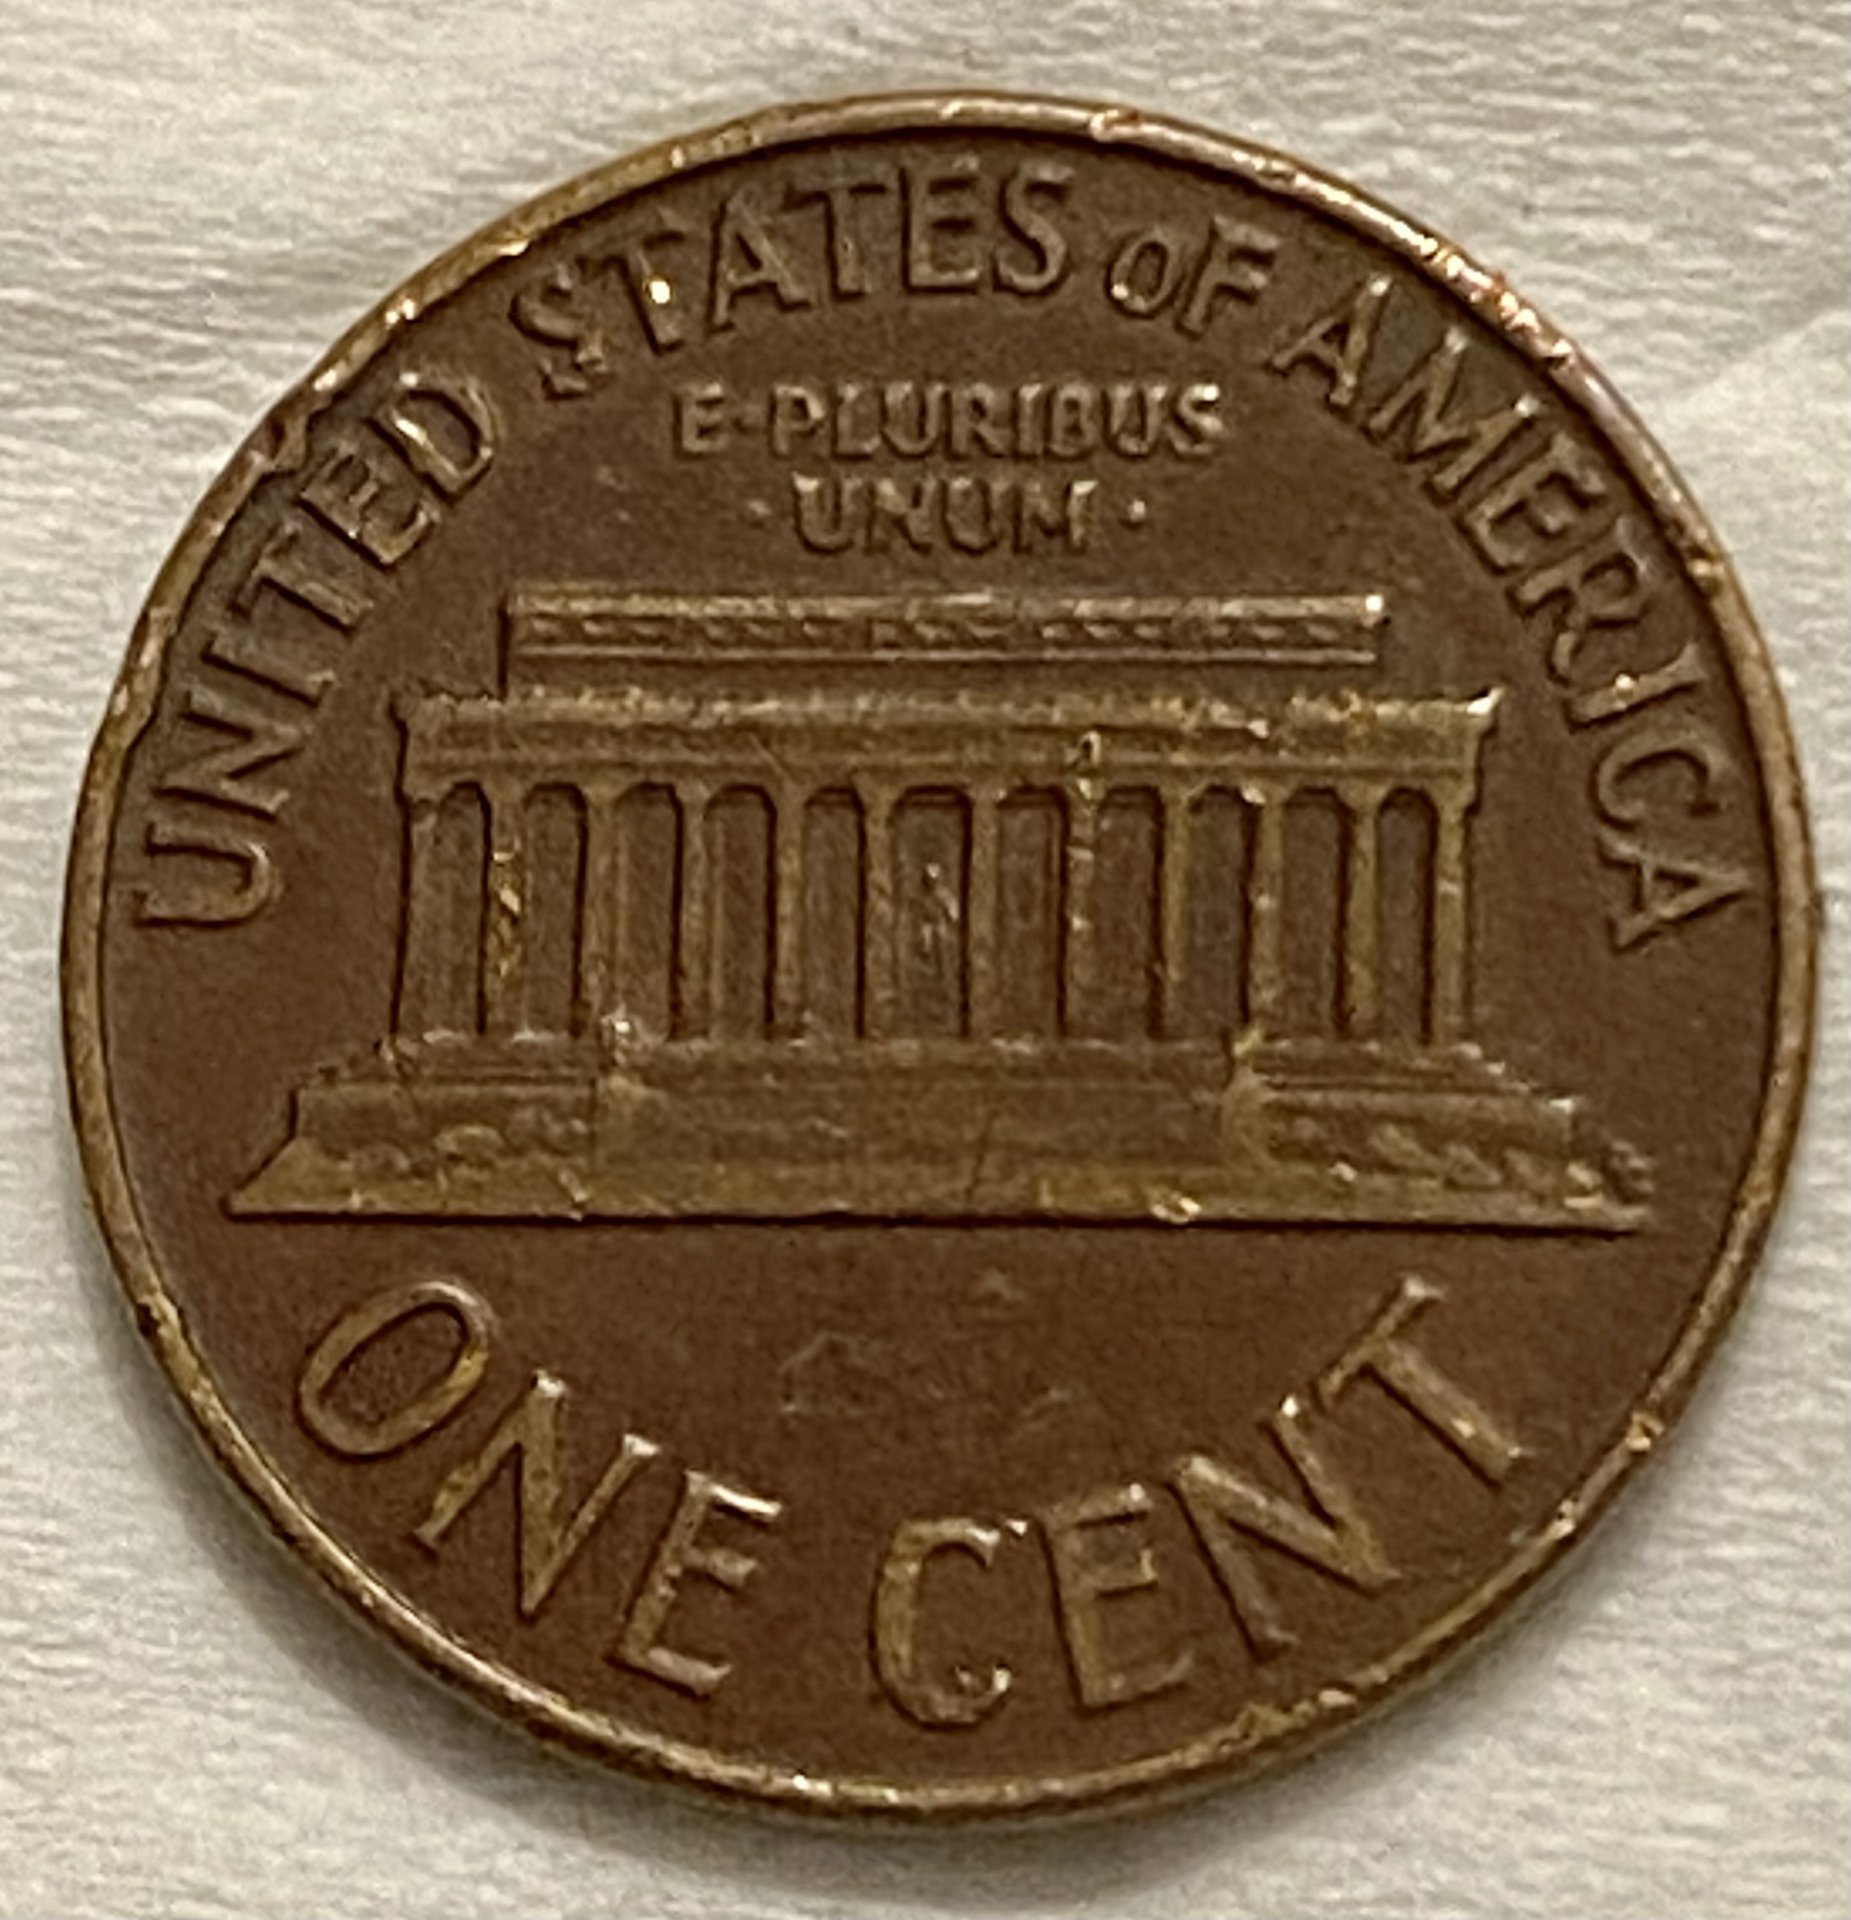 UNITED STATES OF AMERICA
E·PLURIBUS
·UNUM·
ONE CENT